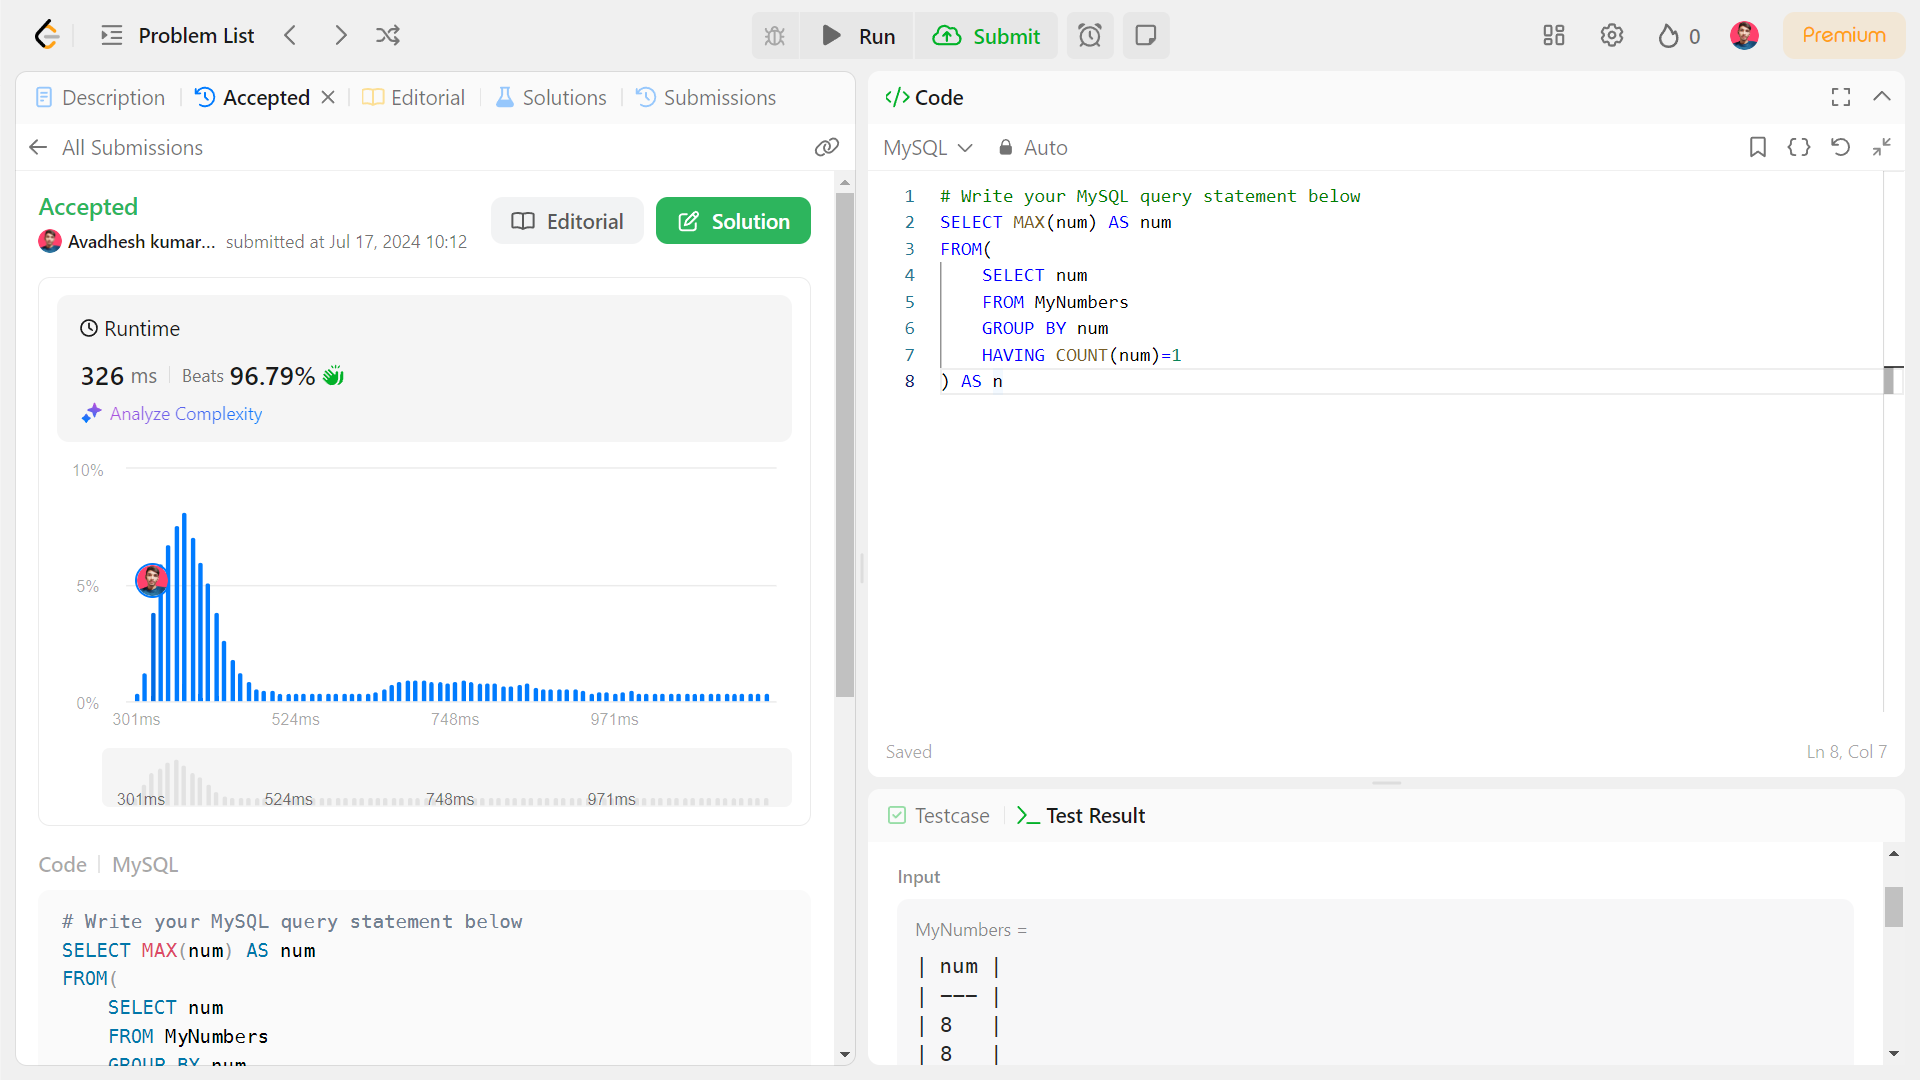 Problem List
Run
Submit
0
Premium
Description
Accepted
Editorial
Solutions
Submissions
All Submissions
Accepted
Avadhesh kumar...
submitted at Jul 17, 2024 10:12
Editorial
Solution
Runtime
326 ms
Beats 96.79%
Analyze Complexity
10%
5%
0%
301ms
524ms
748ms
971ms
301ms
524ms
748ms
971ms
Code
MySQL
# Write your MySQL query statement below
SELECT MAX(num) AS num
FROM(
SELECT num
FROM MyNumbers
GROUP BY num
Code
MySQL
Auto
1 # Write your MySQL query statement below
2 SELECT MAX(num) AS num
3 FROM(
4 SELECT num
5 FROM MyNumbers
6 GROUP BY num
7 HAVING COUNT(num)=1
8 ) AS n
Saved
Ln 8, Col 7
Testcase
Test Result
Input
MyNumbers =
| num |
| --- |
| 8 |
| 8 |